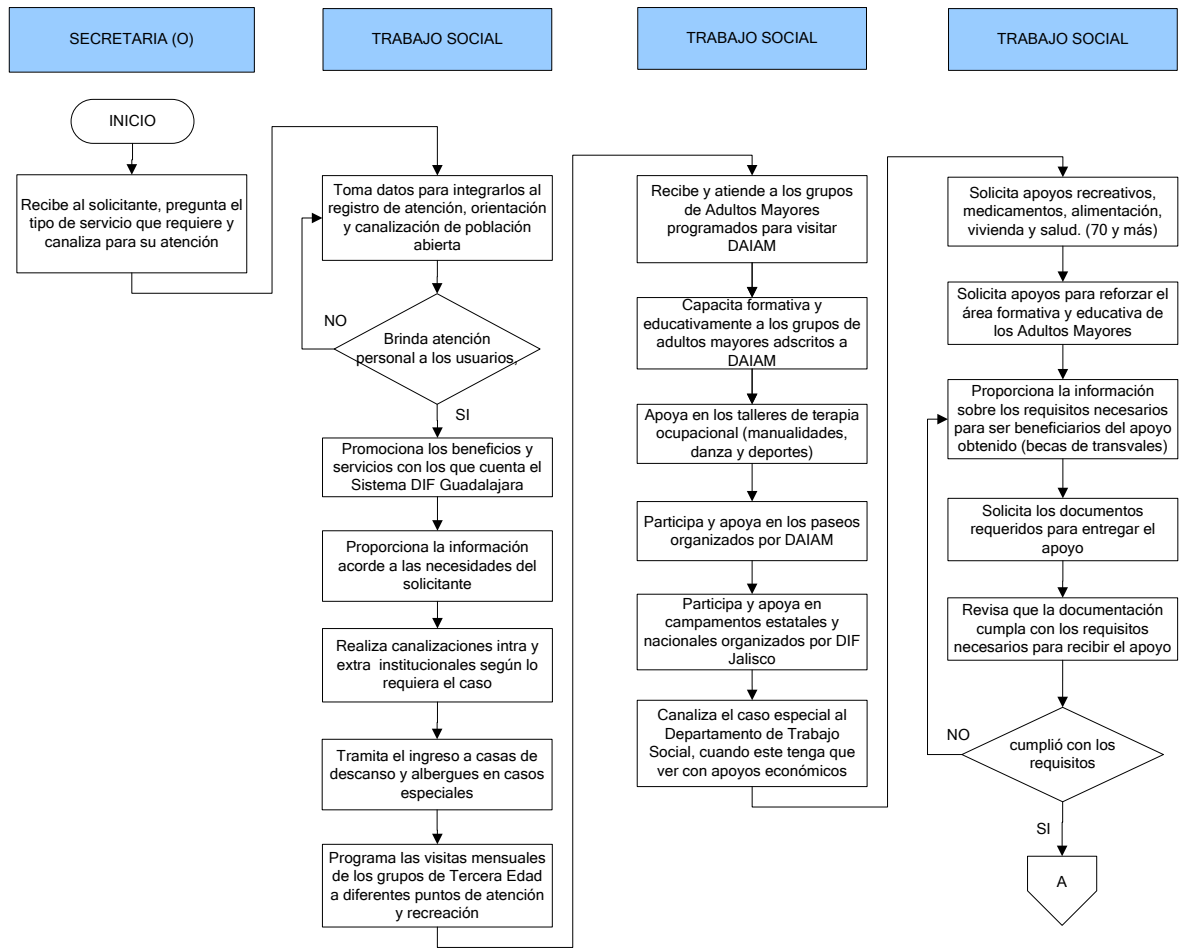 SECRETARIA (O)
TRABAJO SOCIAL
TRABAJO SOCIAL
TRABAJO SOCIAL
INICIO
Recibe al solicitante, pregunta el
tipo de servicio que requiere y
canaliza para su atención
Toma datos para integrarlos al
registro de atención, orientación
y canalización de población
abierta
NO
Brinda atención
personal a los usuarios,
SI
Promociona los beneficios y
servicios con los que cuenta el
Sistema DIF Guadalajara
Proporciona la información
acorde a las necesidades del
solicitante
Realiza canalizaciones intra y
extra institucionales según lo
requiera el caso
Tramita el ingreso a casas de
descanso y albergues en casos
especiales
Programa las visitas mensuales
de los grupos de Tercera Edad
a diferentes puntos de atención
y recreación
Recibe y atiende a los grupos
de Adultos Mayores
programados para visitar
DAIAM
Capacita formativa y
educativamente a los grupos de
adultos mayores adscritos a
DAIAM
Apoya en los talleres de terapia
ocupacional (manualidades,
danza y deportes)
Participa y apoya en los paseos
organizados por DAIAM
Participa y apoya en
campamentos estatales y
nacionales organizados por DIF
Jalisco
Canaliza el caso especial al
Departamento de Trabajo
Social, cuando este tenga que
ver con apoyos económicos
Solicita apoyos recreativos,
medicamentos, alimentación,
vivienda y salud. (70 y más)
Solicita apoyos para reforzar el
área formativa y educativa de
los Adultos Mayores
Proporciona la información
sobre los requisitos necesarios
para ser beneficiarios del apoyo
obtenido (becas de transvales)
Solicita los documentos
requeridos para entregar el
apoyo
Revisa que la documentación
cumpla con los requisitos
necesarios para recibir el apoyo
NO
cumplió con los
requisitos
SI
A